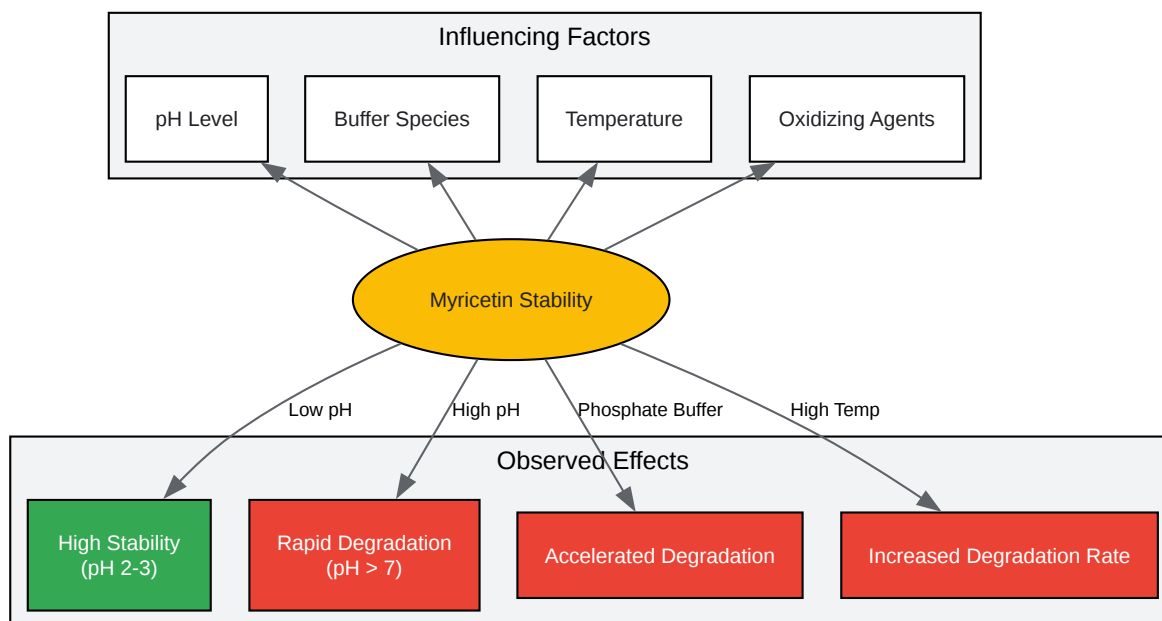 Influencing Factors
pH Level
Buffer Species
Temperature
Oxidizing Agents
Myricetin Stability
Low pH
High pH
Phosphate Buffer
High Temp
Observed Effects
High Stability
(pH 2-3)
Rapid Degradation
(pH > 7)
Accelerated Degradation
Increased Degradation Rate